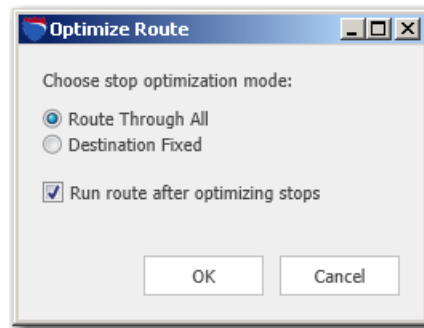 Optimize Route
Choose stop optimization mode:
Route Through All
Destination Fixed
Run route after optimizing stops
OK Cancel